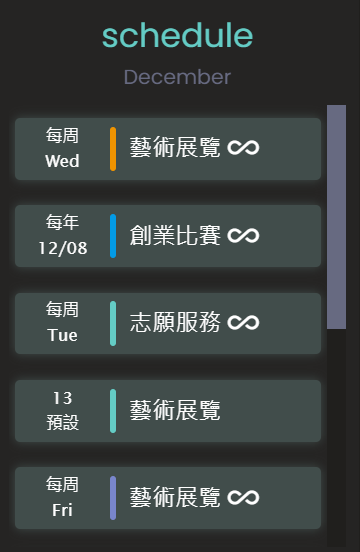 schedule
December
每周
Wed
藝術展覽
每年
12/08
創業比賽
每周
Tue
志願服務
13
預設
藝術展覽
每周
Fri
藝術展覽